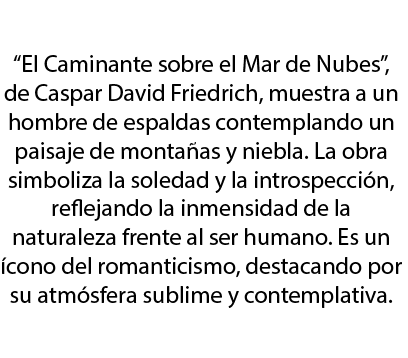 “El Caminante sobre el Mar de Nubes”,
de Caspar David Friedrich, muestra a un
hombre de espaldas contemplando un
paisaje de montañas y niebla. La obra
simboliza la soledad y la introspección,
reflejando la inmensidad de la
naturaleza frente al ser humano. Es un
ícono del romanticismo, destacando por
su atmósfera sublime y contemplativa.